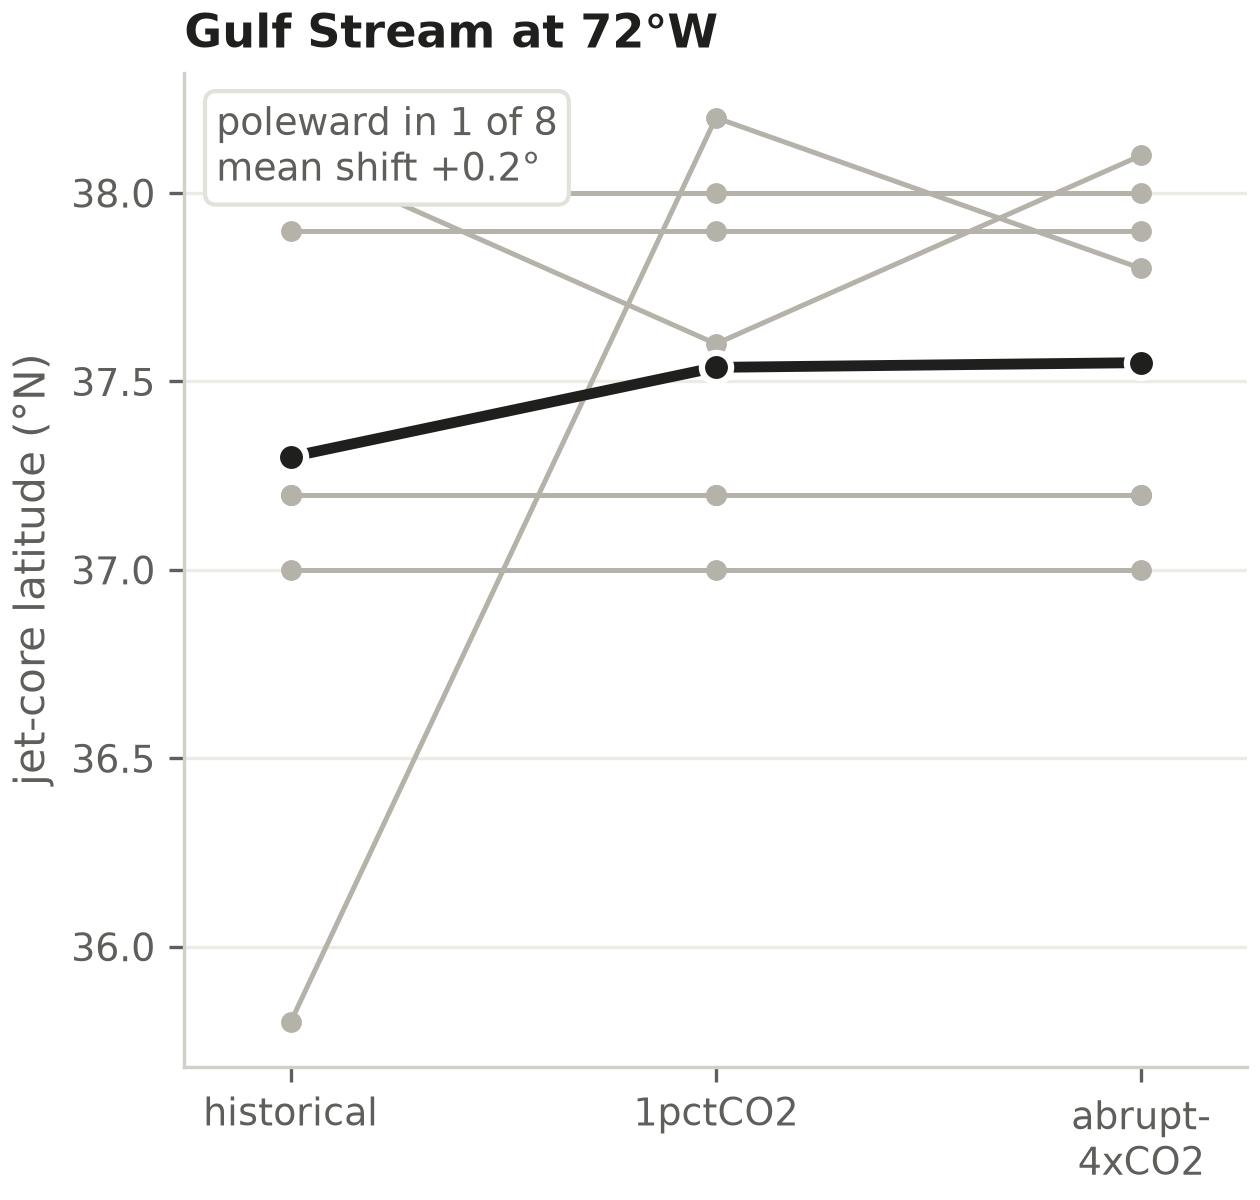 Gulf Stream at 72°W
poleward in 1 of 8
mean shift +0.2°
jet-core latitude (°N)
38.0
37.5
37.0
36.5
36.0
historical
1pctCO2
abrupt-
4xCO2